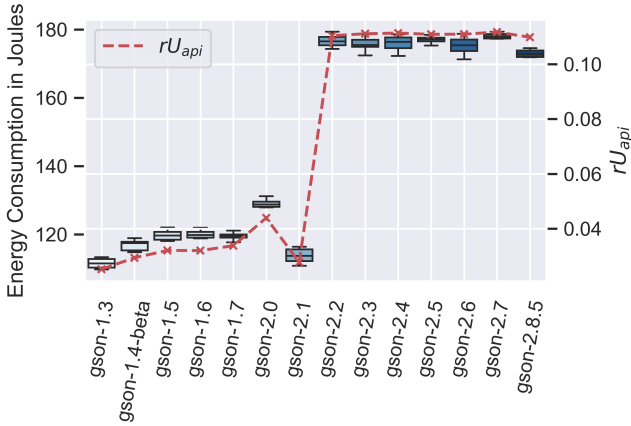 Energy Consumption in Joules
180
160
140
120
rU_api
0.10
0.08
0.06
0.04
rU_api
gson-1.3
gson-1.4-beta
gson-1.5
gson-1.6
gson-1.7
gson-2.0
gson-2.1
gson-2.2
gson-2.3
gson-2.4
gson-2.5
gson-2.6
gson-2.7
gson-2.8.5